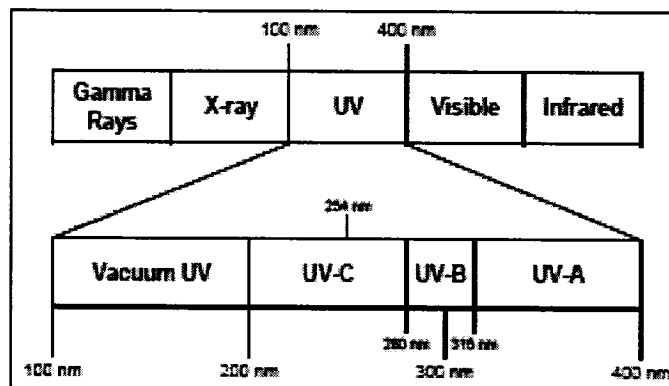 100 nm 400 nm
Gamma Rays X-ray UV Visible Infrared
254 nm
Vacuum UV UV-C UV-B UV-A
280 nm 315 nm
100 nm 200 nm 300 nm 400 nm